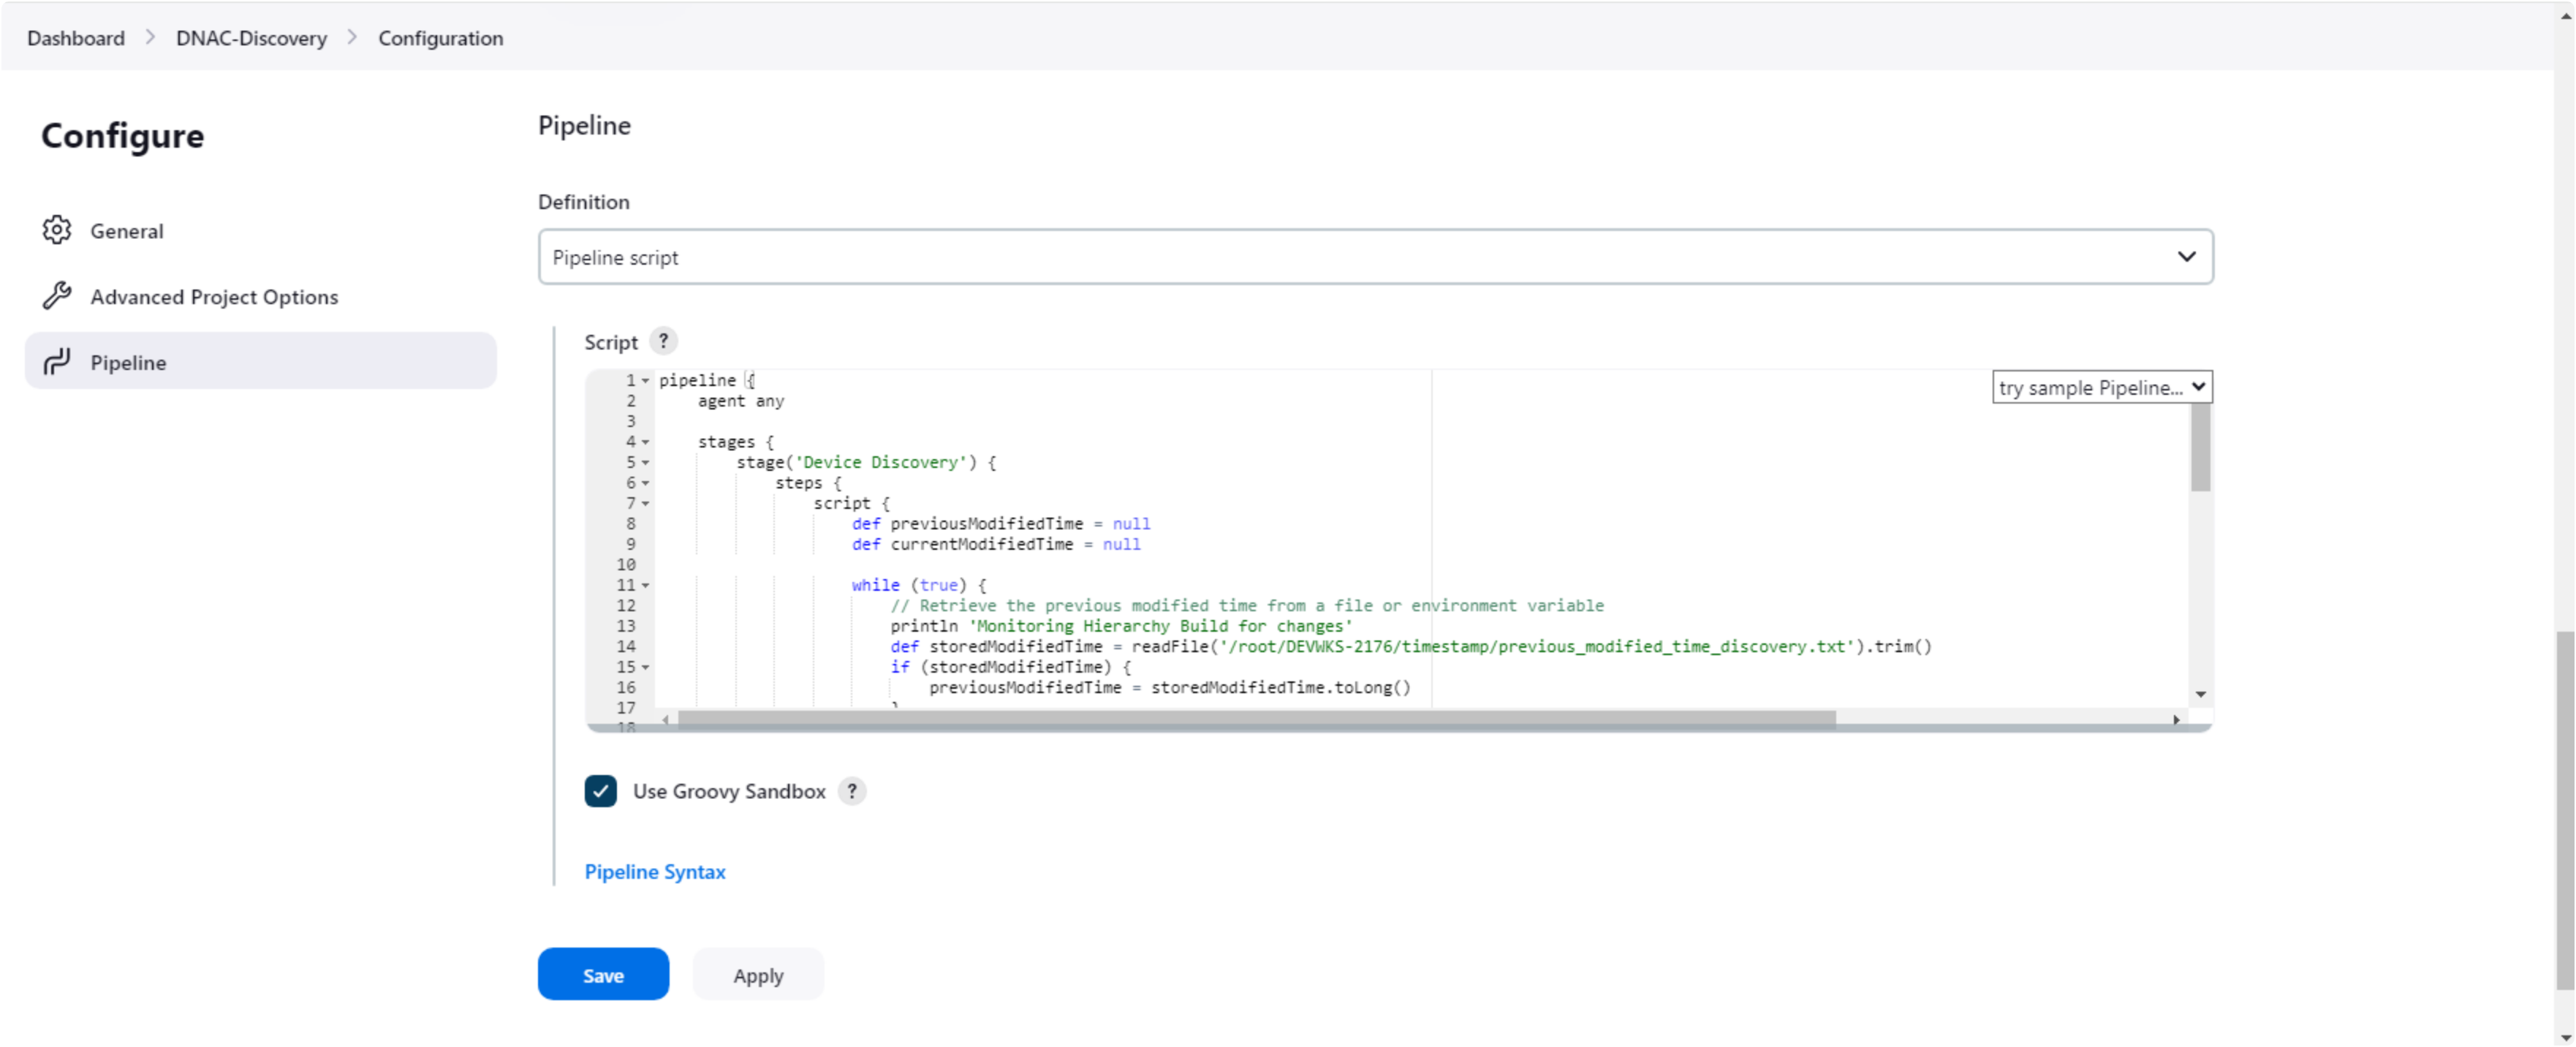 Dashboard > DNAC-Discovery > Configuration
Configure
General
Advanced Project Options
Pipeline
Pipeline
Definition
Pipeline script
Script ?
try sample Pipeline...
1 pipeline {
2     agent any
3
4     stages {
5         stage('Device Discovery') {
6             steps {
7                 script {
8                     def previousModifiedTime = null
9                     def currentModifiedTime = null
10
11                     while (true) {
12                         // Retrieve the previous modified time from a file or environment variable
13                         println 'Monitoring Hierarchy Build for changes'
14                         def storedModifiedTime = readFile('/root/DEVWKS-2176/timestamp/previous_modified_time_discovery.txt').trim()
15                         if (storedModifiedTime) {
16                             previousModifiedTime = storedModifiedTime.toLong()
17                         }
18
Use Groovy Sandbox ?
Pipeline Syntax
Save
Apply